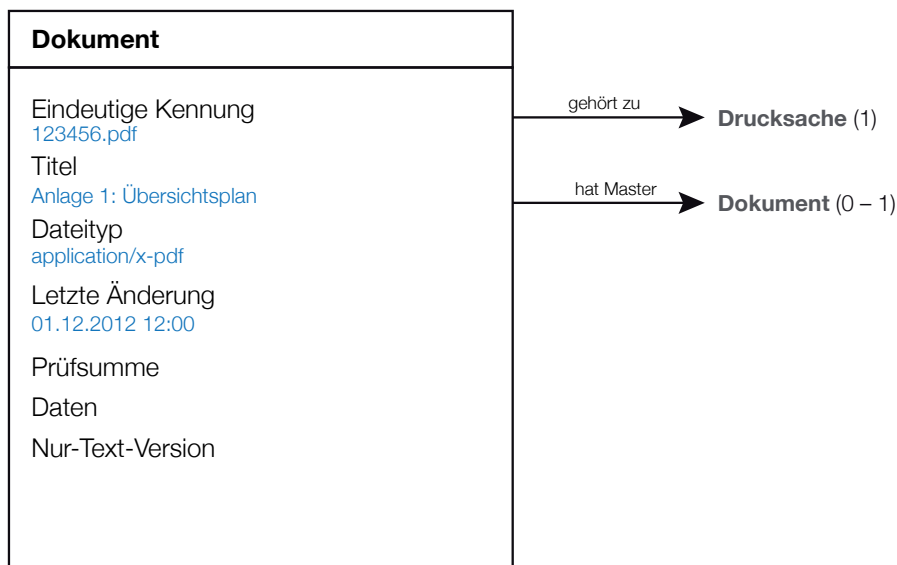 Dokument
Eindeutige Kennung
123456.pdf
Titel
Anlage 1: Übersichtsplan
Dateityp
application/x-pdf
Letzte Änderung
01.12.2012 12:00
Prüfsumme
Daten
Nur-Text-Version
gehört zu
Drucksache (1)
hat Master
Dokument (0 – 1)